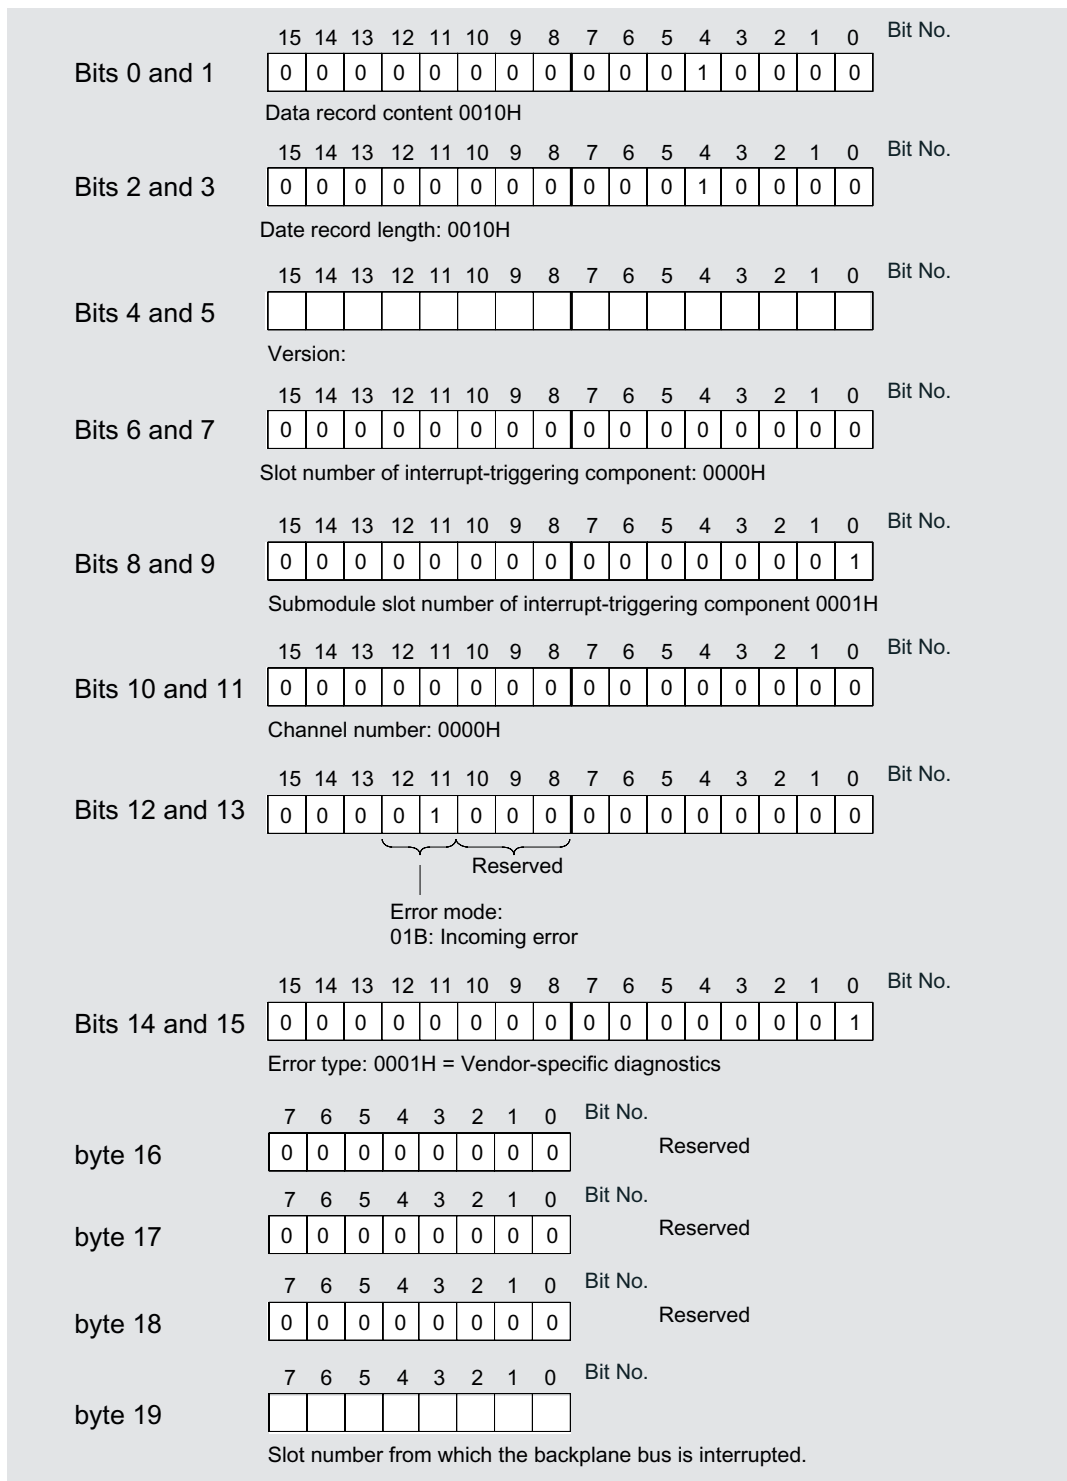 15 14 13 12 11 10 9 8 7 6 5 4 3 2 1 0 Bit No.
Bits 0 and 1 0 0 0 0 0 0 0 0 0 0 0 1 0 0 0 0
Data record content 0010H
15 14 13 12 11 10 9 8 7 6 5 4 3 2 1 0 Bit No.
Bits 2 and 3 0 0 0 0 0 0 0 0 0 0 0 1 0 0 0 0
Date record length: 0010H
15 14 13 12 11 10 9 8 7 6 5 4 3 2 1 0 Bit No.
Bits 4 and 5
Version:
15 14 13 12 11 10 9 8 7 6 5 4 3 2 1 0 Bit No.
Bits 6 and 7 0 0 0 0 0 0 0 0 0 0 0 0 0 0 0 0
Slot number of interrupt-triggering component: 0000H
15 14 13 12 11 10 9 8 7 6 5 4 3 2 1 0 Bit No.
Bits 8 and 9 0 0 0 0 0 0 0 0 0 0 0 0 0 0 0 1
Submodule slot number of interrupt-triggering component 0001H
15 14 13 12 11 10 9 8 7 6 5 4 3 2 1 0 Bit No.
Bits 10 and 11 0 0 0 0 0 0 0 0 0 0 0 0 0 0 0 0
Channel number: 0000H
15 14 13 12 11 10 9 8 7 6 5 4 3 2 1 0 Bit No.
Bits 12 and 13 0 0 0 0 1 0 0 0 0 0 0 0 0 0 0 0
Reserved
Error mode:
01B: Incoming error
15 14 13 12 11 10 9 8 7 6 5 4 3 2 1 0 Bit No.
Bits 14 and 15 0 0 0 0 0 0 0 0 0 0 0 0 0 0 0 1
Error type: 0001H = Vendor-specific diagnostics
7 6 5 4 3 2 1 0 Bit No.
byte 16 0 0 0 0 0 0 0 0 Reserved
7 6 5 4 3 2 1 0 Bit No.
byte 17 0 0 0 0 0 0 0 0 Reserved
7 6 5 4 3 2 1 0 Bit No.
byte 18 0 0 0 0 0 0 0 0 Reserved
7 6 5 4 3 2 1 0 Bit No.
byte 19
Slot number from which the backplane bus is interrupted.